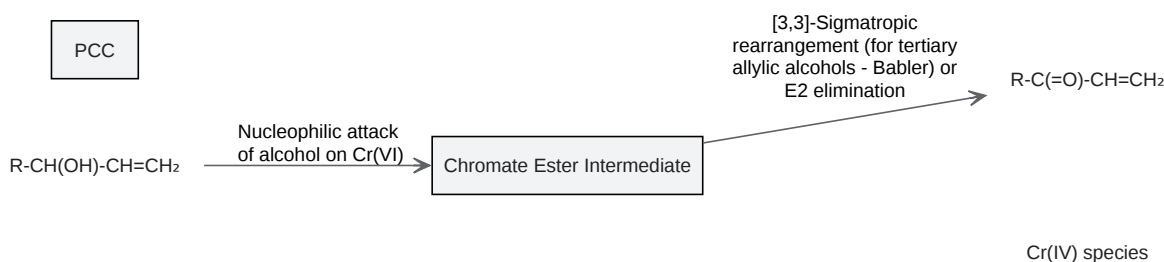 PCC
[3,3]-Sigmatropic
rearrangement (for tertiary
allylic alcohols - Babler) or
E2 elimination
R-C(=O)-CH=CH₂
Nucleophilic attack
of alcohol on Cr(VI)
R-CH(OH)-CH=CH₂
Chromate Ester Intermediate
Cr(IV) species